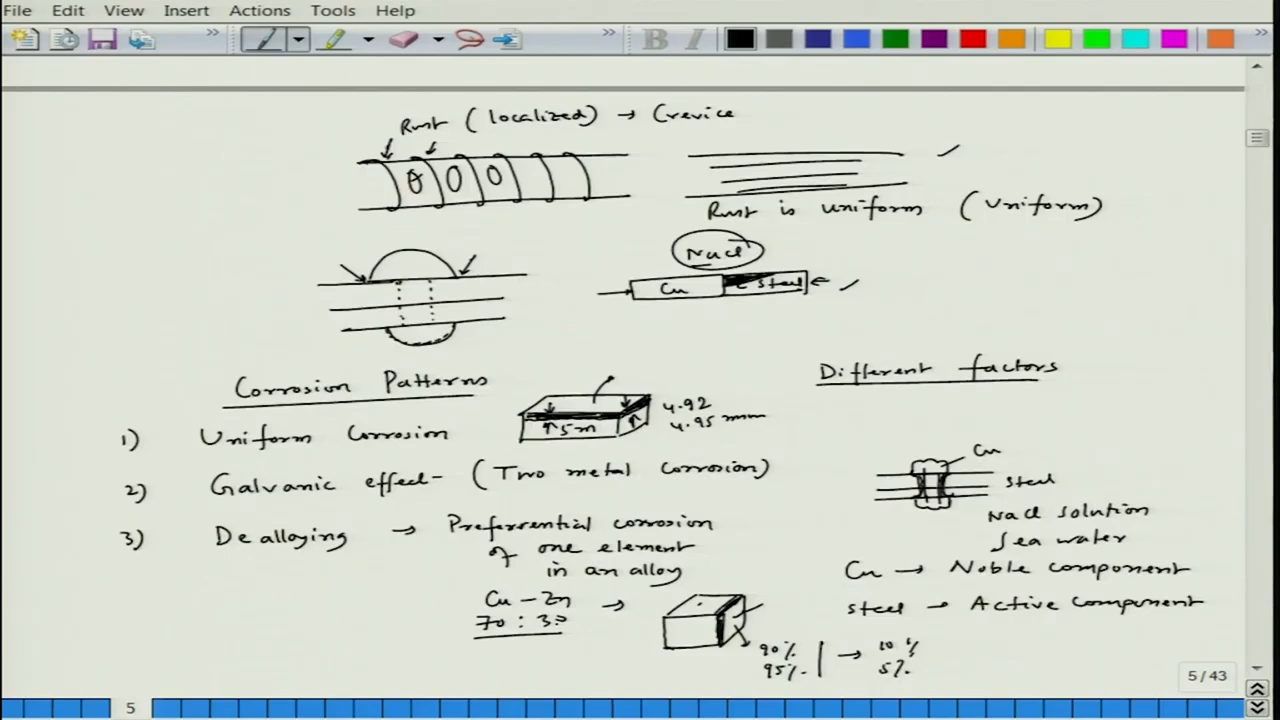 File Edit View Insert Actions Tools Help
B I
Rust (localized) → Crevice
Rust is uniform (Uniform)
NaCl
Cu steel
Corrosion Patterns
Different factors
1) Uniform Corrosion
5m
4.92
4.95 mm
2) Galvanic effect- (Two metal corrosion)
Cu
steel
NaCl solution
Sea water
3) Dealloying → Preferrential corrosion
of one element
in an alloy
Cu → Noble component
steel → Active component
Cu - Zn →
70 : 30
90% → 10%
95% 5%
5 / 43
5